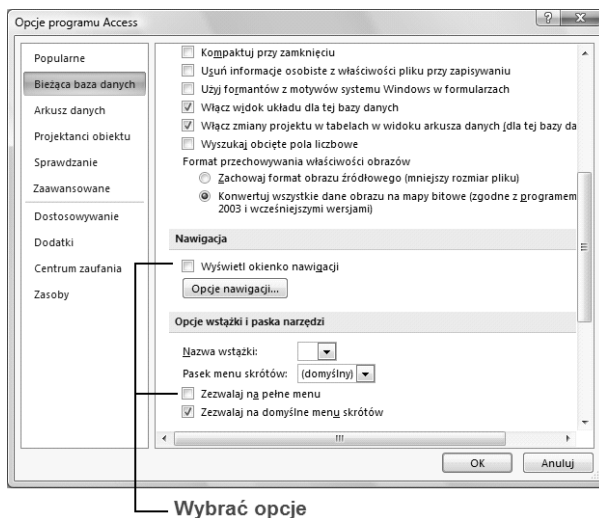 Opcje programu Access
Popularne
Bieżąca baza danych
Arkusz danych
Projektanci obiektu
Sprawdzanie
Zaawansowane
Dostosowywanie
Dodatki
Centrum zaufania
Zasoby
Kompaktuj przy zamknięciu
Usuń informacje osobiste z właściwości pliku przy zapisywaniu
Użyj formantów z motywów systemu Windows w formularzach
Włącz widok układu dla tej bazy danych
Włącz zmiany projektu w tabelach w widoku arkusza danych (dla tej bazy da
Wyszukaj obcięte pola liczbowe
Format przechowywania właściwości obrazów
Zachowaj format obrazu źródłowego (mniejszy rozmiar pliku)
Konwertuj wszystkie dane obrazu na mapy bitowe (zgodne z programem
2003 i wcześniejszymi wersjami)
Nawigacja
Wyświetl okienko nawigacji
Opcje nawigacji...
Opcje wstążki i paska narzędzi
Nazwa wstążki:
Pasek menu skrótów: (domyślny)
Zezwalaj na pełne menu
Zezwalaj na domyślne menu skrótów
OK Anuluj
Wybrać opcje